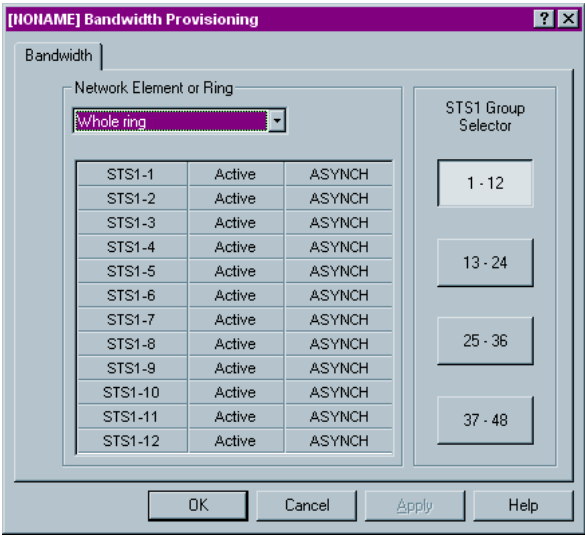 [NONAME] Bandwidth Provisioning
Bandwidth
Network Element or Ring
Whole ring
STS1-1 Active ASYNCH
STS1-2 Active ASYNCH
STS1-3 Active ASYNCH
STS1-4 Active ASYNCH
STS1-5 Active ASYNCH
STS1-6 Active ASYNCH
STS1-7 Active ASYNCH
STS1-8 Active ASYNCH
STS1-9 Active ASYNCH
STS1-10 Active ASYNCH
STS1-11 Active ASYNCH
STS1-12 Active ASYNCH
STS1 Group
Selector
1 - 12
13 - 24
25 - 36
37 - 48
OK Cancel Apply Help